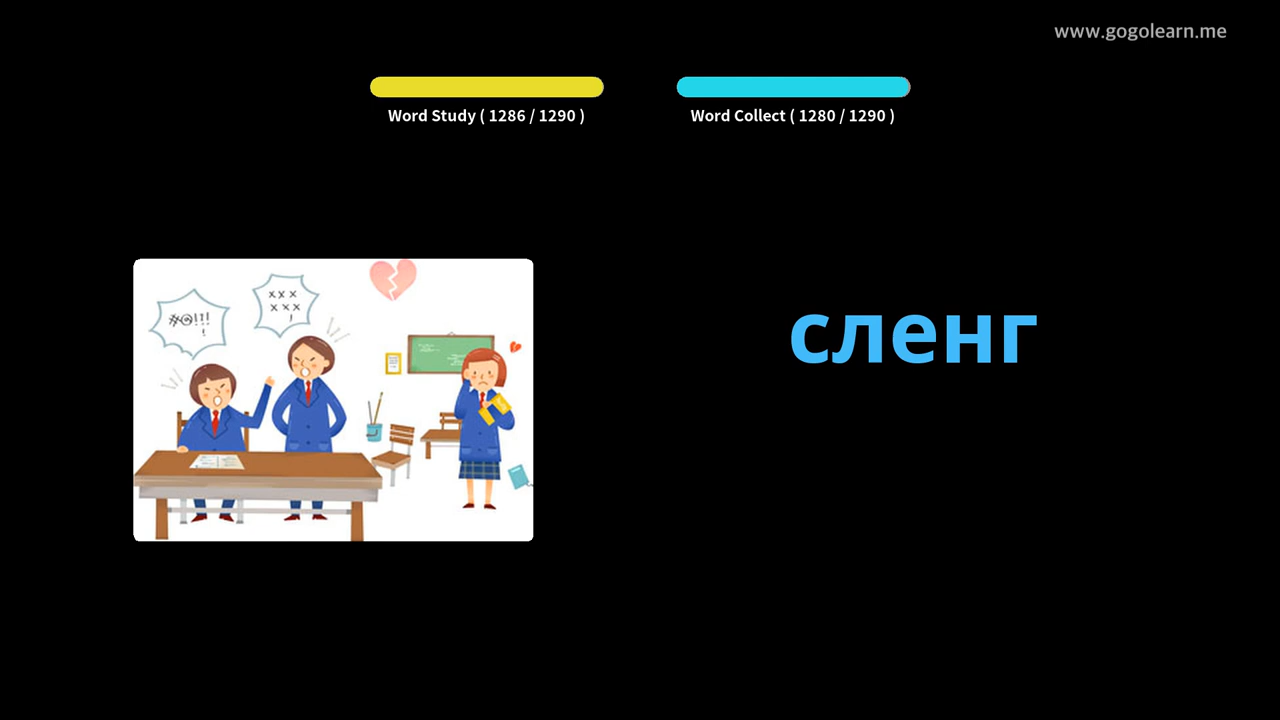 www.gogolearn.me
Word Study ( 1286 / 1290 )
Word Collect ( 1280 / 1290 )
#@!!!
!
x x x
x x x
,
сленг